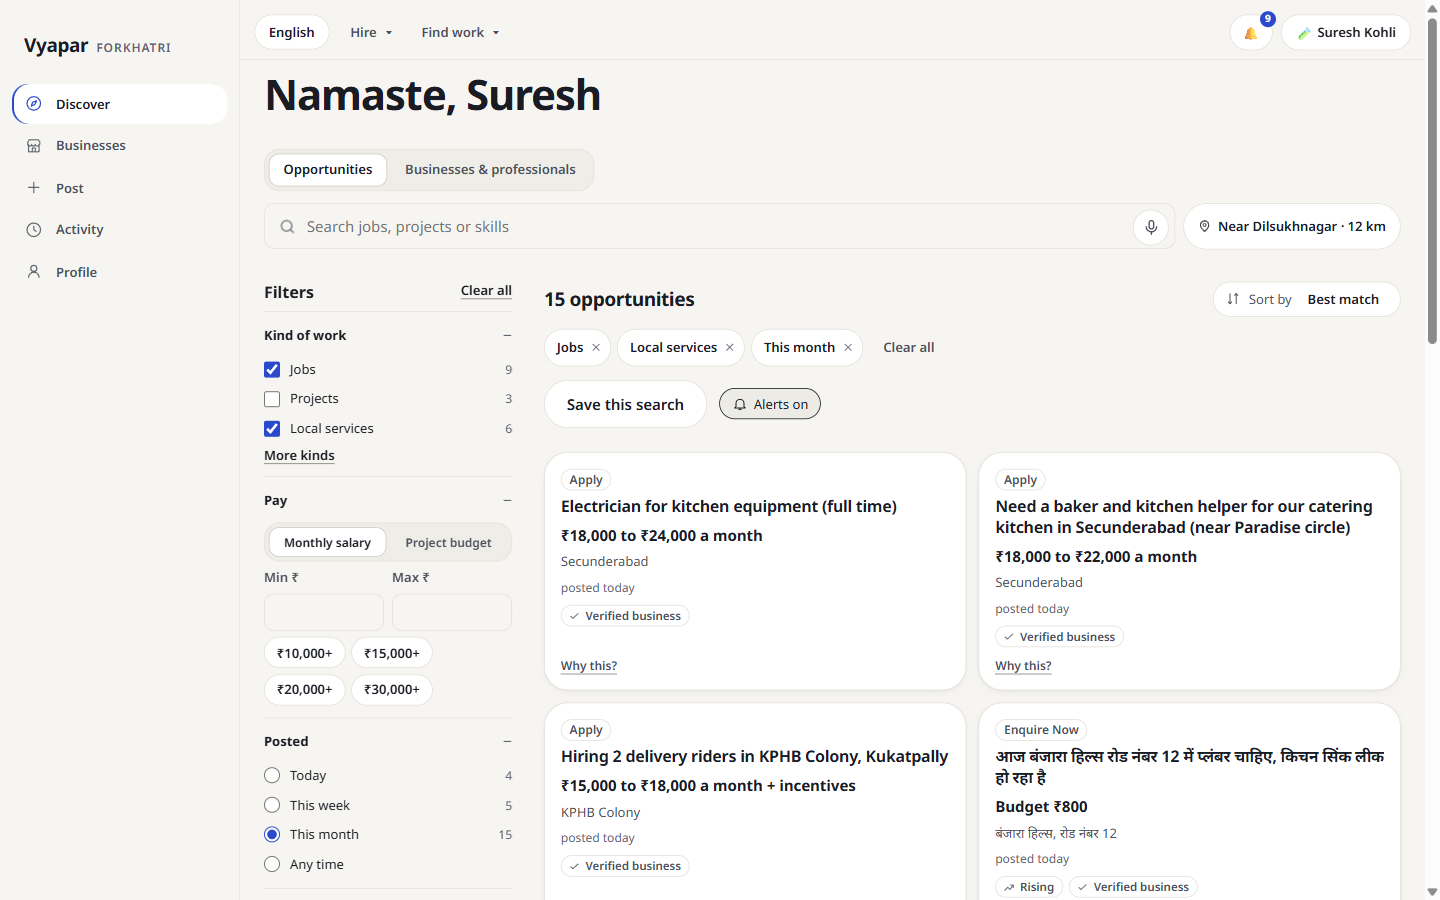 Vyapar FORKHATRI
Discover
Businesses
Post
Activity
Profile
English
Hire
Find work
9
Suresh Kohli
Namaste, Suresh
Opportunities
Businesses & professionals
Search jobs, projects or skills
Near Dilsukhnagar · 12 km
Filters
Clear all
Kind of work
Jobs 9
Projects 3
Local services 6
More kinds
Pay
Monthly salary
Project budget
Min ₹
Max ₹
₹10,000+
₹15,000+
₹20,000+
₹30,000+
Posted
Today 4
This week 5
This month 15
Any time
15 opportunities
Sort by Best match
Jobs
Local services
This month
Clear all
Save this search
Alerts on
Apply
Electrician for kitchen equipment (full time)
₹18,000 to ₹24,000 a month
Secunderabad
posted today
Verified business
Why this?
Apply
Need a baker and kitchen helper for our catering
kitchen in Secunderabad (near Paradise circle)
₹18,000 to ₹22,000 a month
Secunderabad
posted today
Verified business
Why this?
Apply
Hiring 2 delivery riders in KPHB Colony, Kukatpally
₹15,000 to ₹18,000 a month + incentives
KPHB Colony
posted today
Verified business
Enquire Now
आज बंजारा हिल्स रोड नंबर 12 में प्लंबर चाहिए, किचन सिंक लीक
हो रहा है
Budget ₹800
बंजारा हिल्स, रोड नंबर 12
posted today
Rising
Verified business